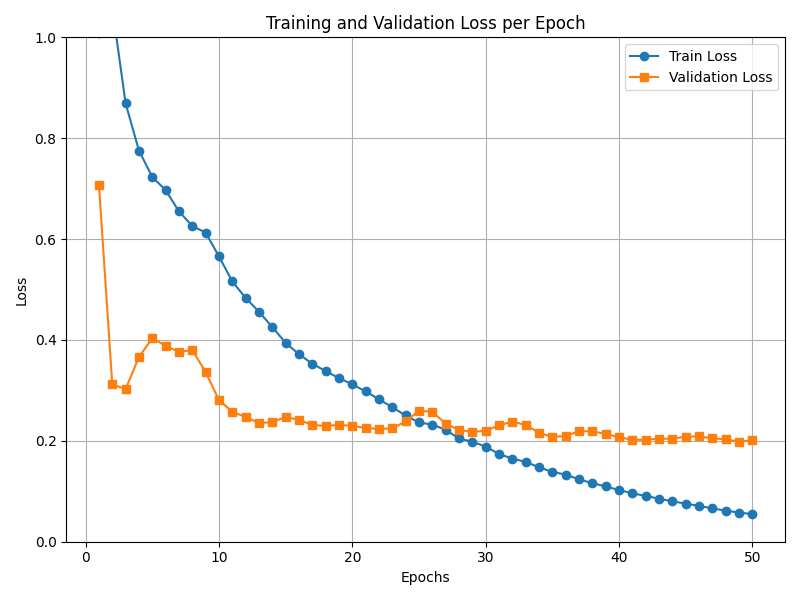 Training and Validation Loss per Epoch
Train Loss
Validation Loss
1.0
0.8
0.6
0.4
0.2
0.0
Loss
0 10 20 30 40 50
Epochs